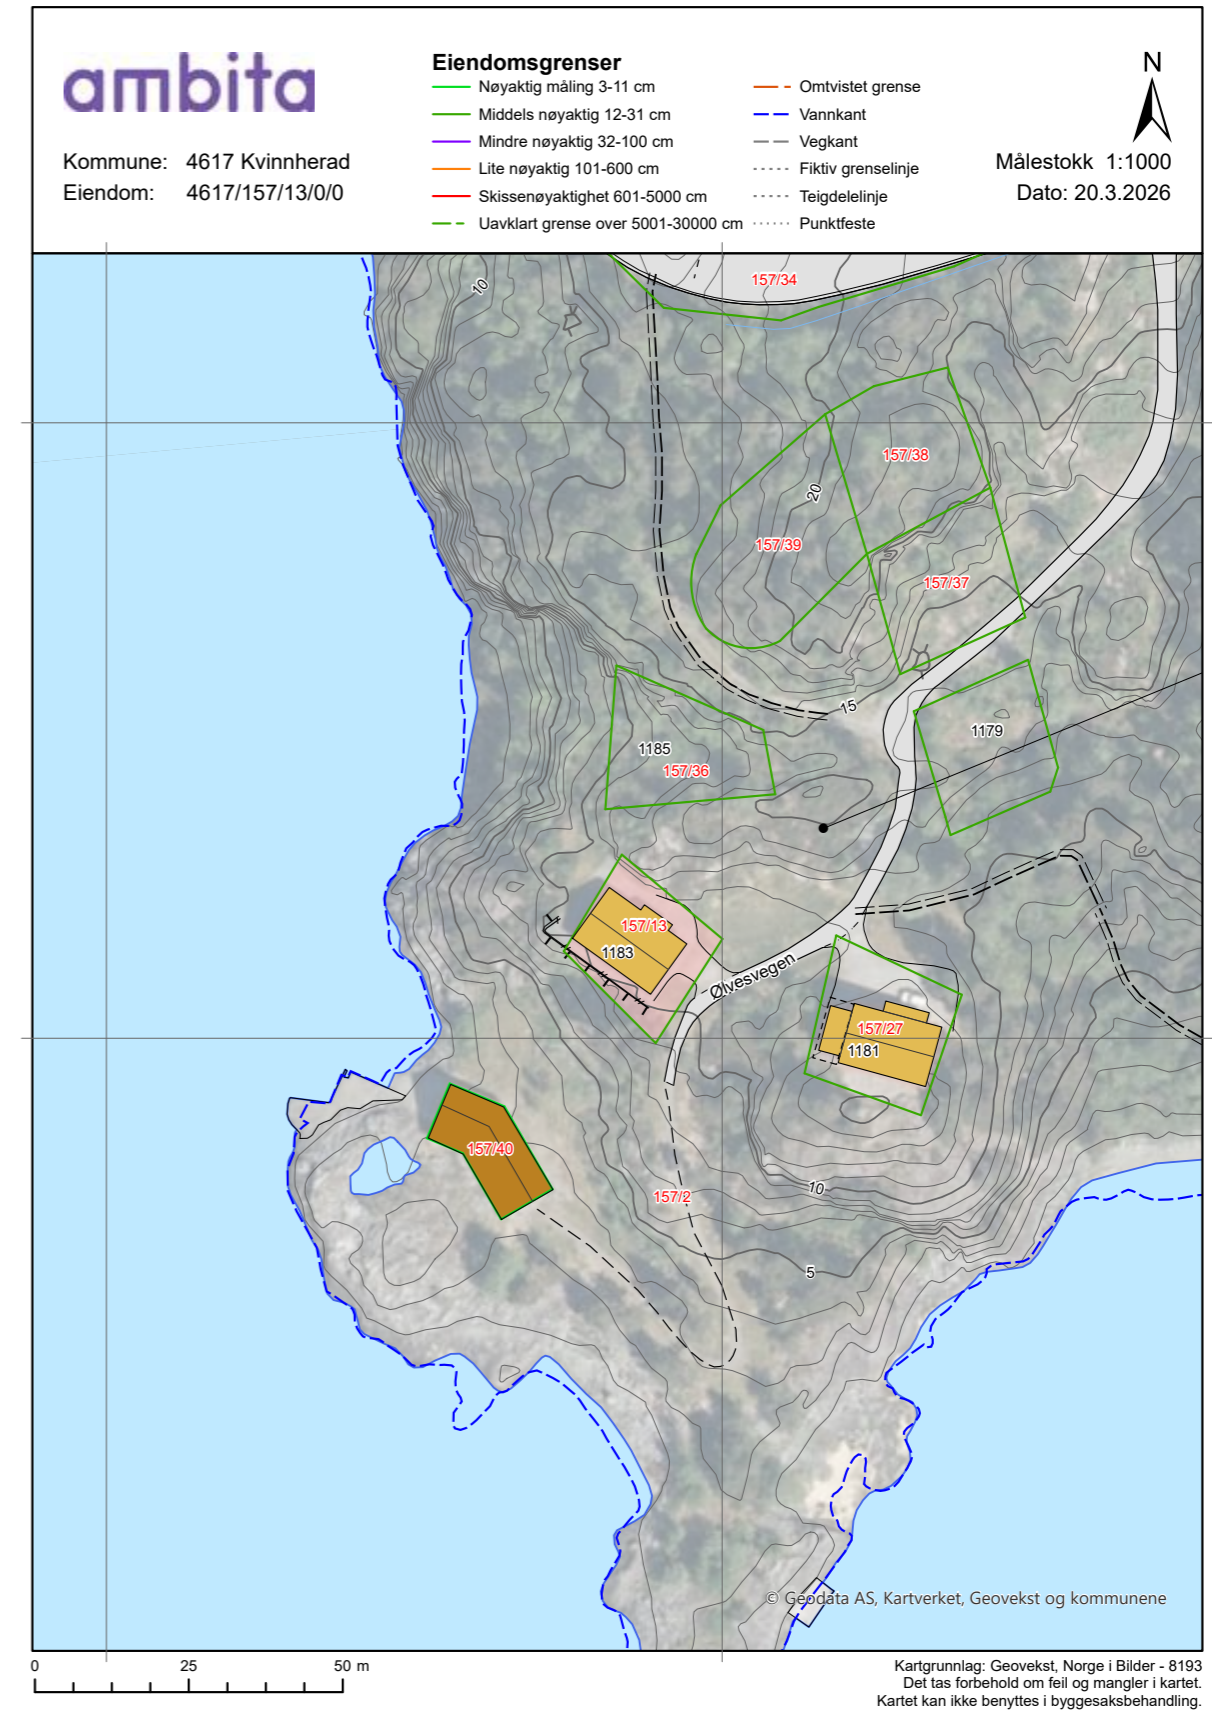 ambita
Kommune: 4617 Kvinnherad
Eiendom: 4617/157/13/0/0
Eiendomsgrenser
Nøyaktig måling 3-11 cm
Middels nøyaktig 12-31 cm
Mindre nøyaktig 32-100 cm
Lite nøyaktig 101-600 cm
Skissenøyaktighet 601-5000 cm
Uavklart grense over 5001-30000 cm
Omtvistet grense
Vannkant
Vegkant
Fiktiv grenselinje
Teigdelelinje
Punktfeste
N
Målestokk 1:1000
Dato: 20.3.2026
157/34
10
157/38
20
157/39
157/37
15
1179
1185
157/36
157/13
1183
Ølvesvegen
157/27
1181
157/40
157/2
10
5
© Geodata AS, Kartverket, Geovekst og kommunene
0 25 50 m
Kartgrunnlag: Geovekst, Norge i Bilder - 8193
Det tas forbehold om feil og mangler i kartet.
Kartet kan ikke benyttes i byggesaksbehandling.